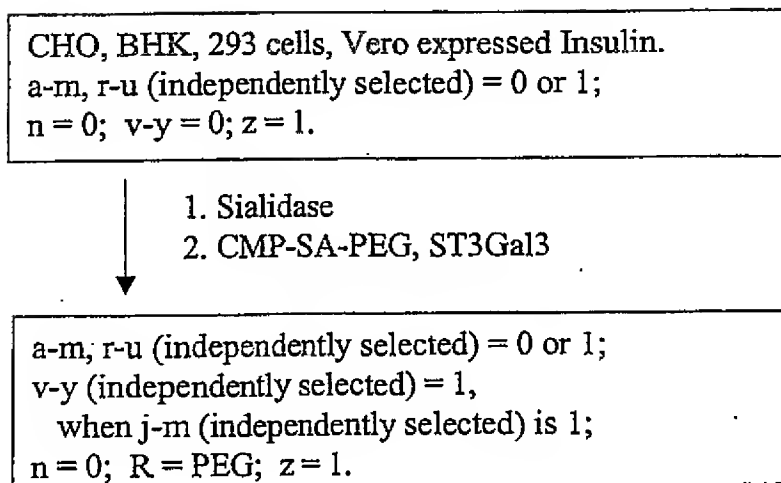 CHO, BHK, 293 cells, Vero expressed Insulin.
a-m, r-u (independently selected) = 0 or 1;
n = 0; v-y = 0; z = 1.
1. Sialidase
2. CMP-SA-PEG, ST3Gal3
a-m, r-u (independently selected) = 0 or 1;
v-y (independently selected) = 1,
when j-m (independently selected) is 1;
n = 0; R = PEG; z = 1.